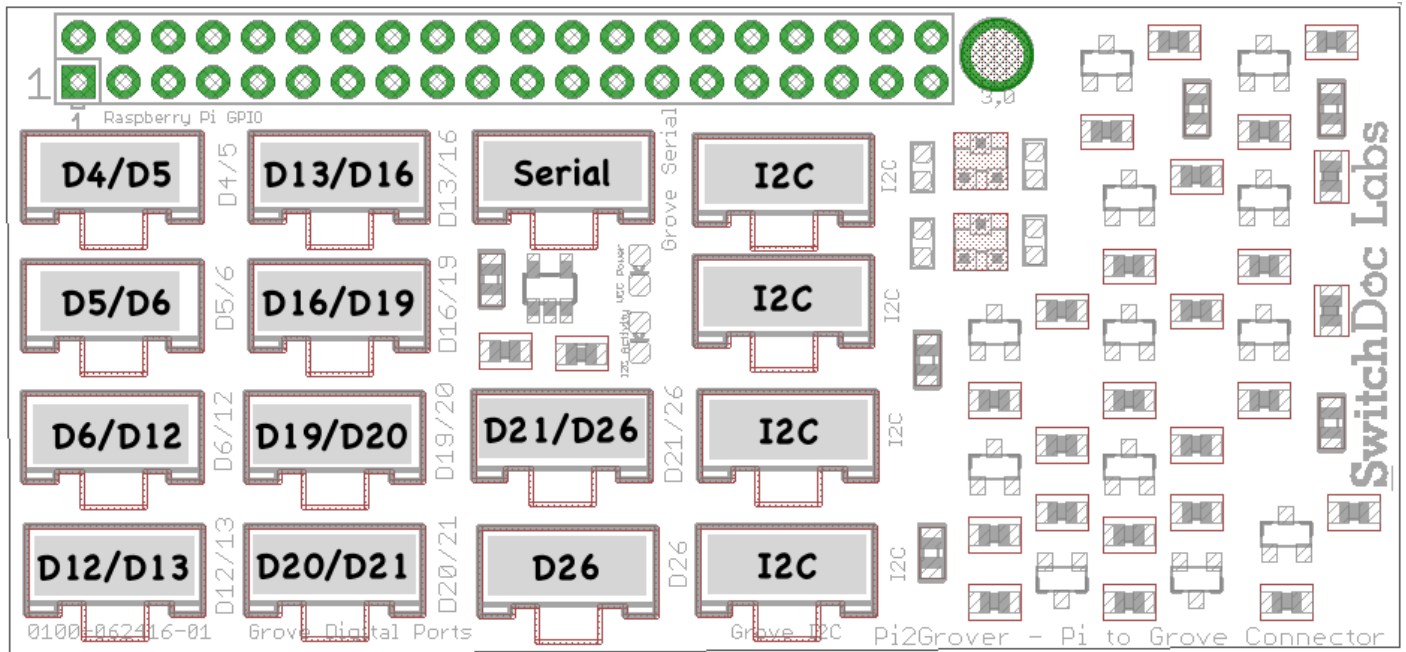 1
1
Raspberry Pi GPIO
3,0
D4/D5
D4/5
D13/D16
D13/16
Serial
Grove Serial
I2C
I2C
D5/D6
D5/6
D16/D19
D16/19
VCC Power
I2C Activity
I2C
I2C
D6/D12
D6/12
D19/D20
D19/20
D21/D26
D21/26
I2C
I2C
D12/D13
D12/13
D20/D21
D20/21
D26
D26
I2C
I2C
SwitchDoc Labs
0100-062416-01
Grove Digital Ports
Grove I2C
Pi2Grover - Pi to Grove Connector